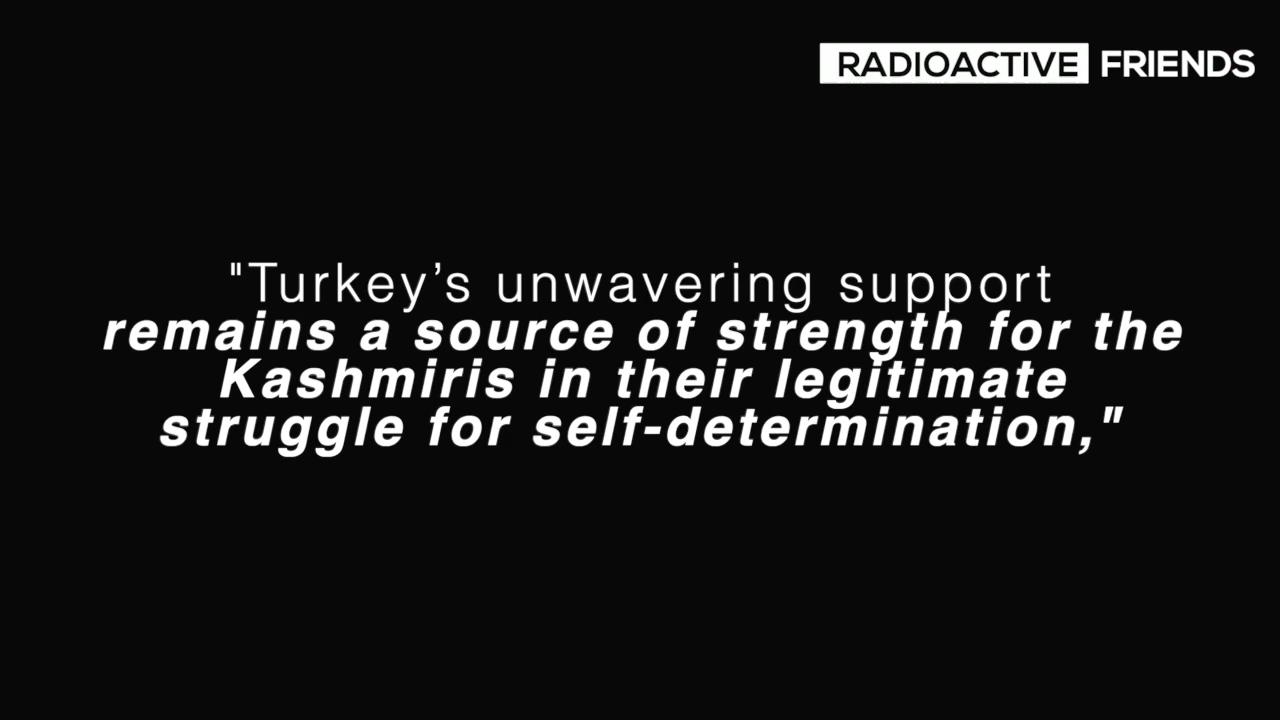 RADIOACTIVE FRIENDS
"Turkey’s unwavering support
remains a source of strength for the
Kashmiris in their legitimate
struggle for self-determination,"